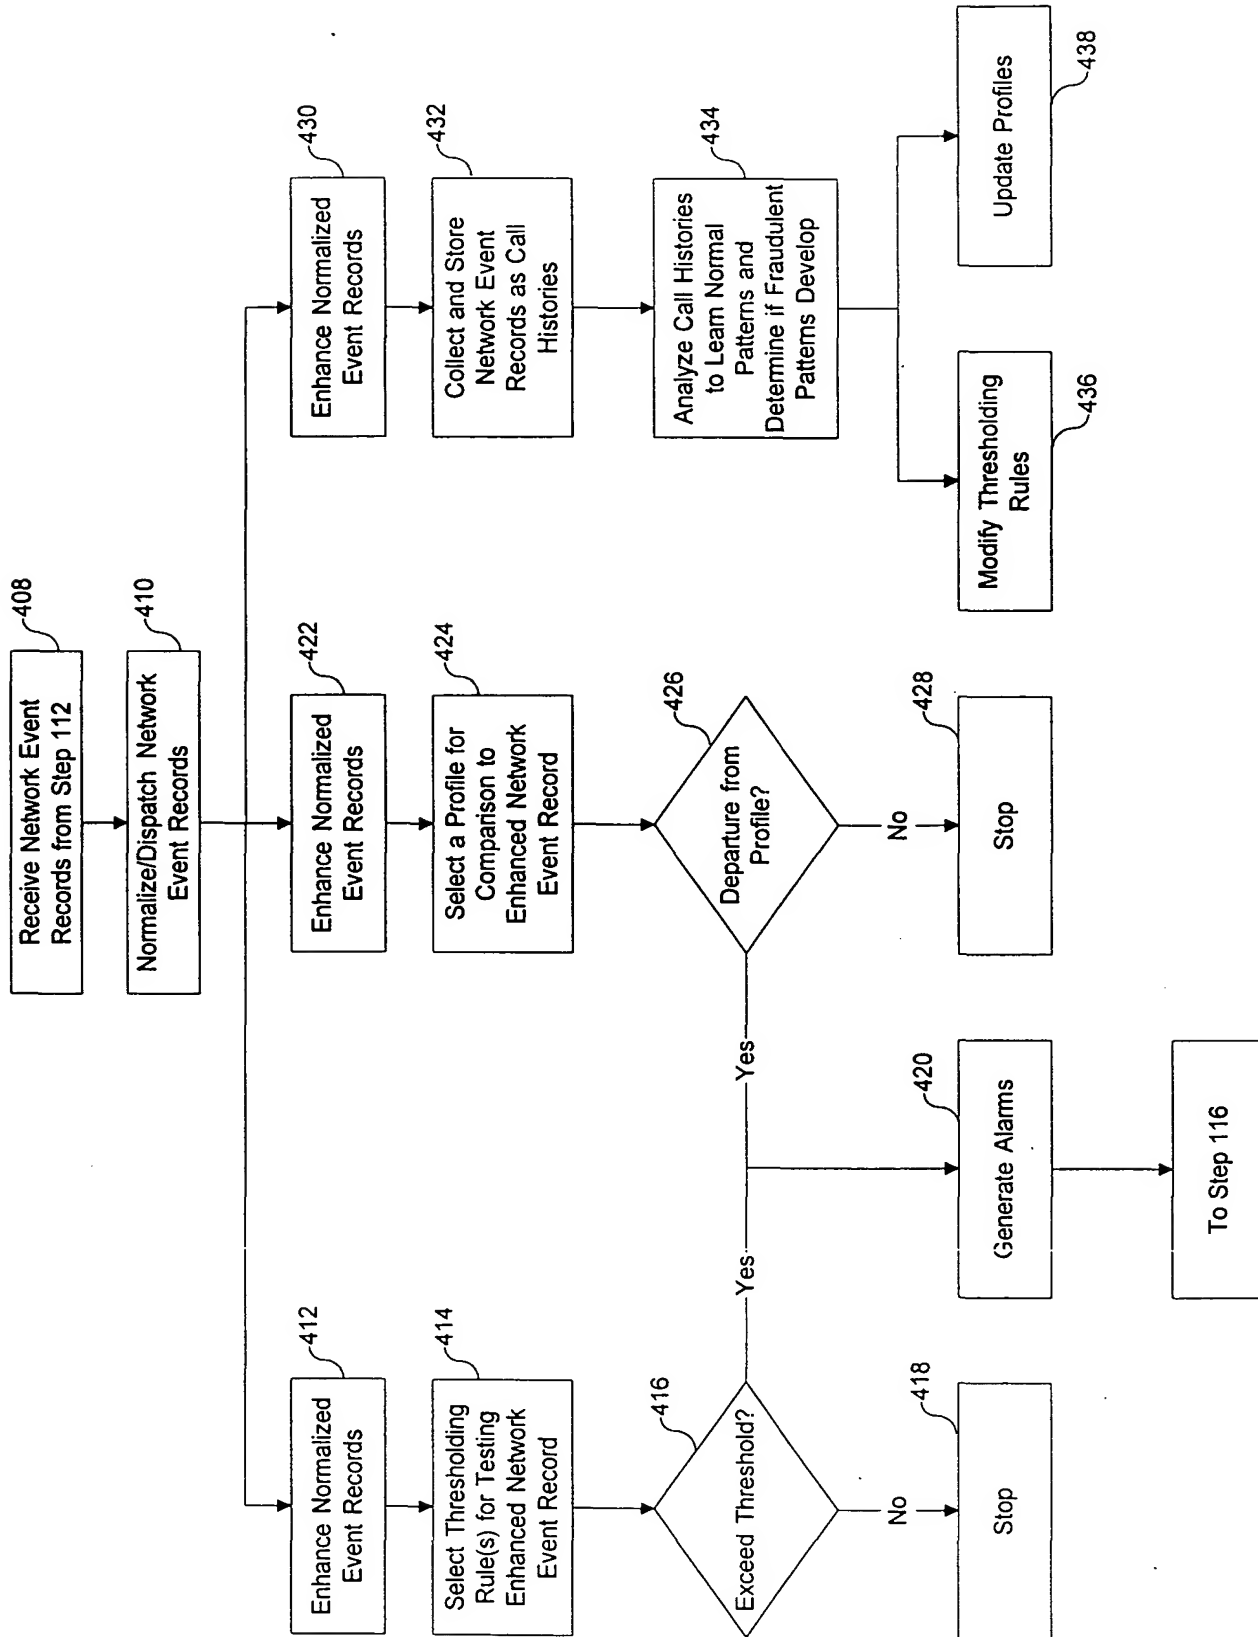 Receive Network Event
Records from Step 112
408
Normalize/Dispatch Network
Event Records
410
Enhance Normalized
Event Records
412
Select Thresholding
Rule(s) for Testing
Enhanced Network
Event Record
414
Exceed Threshold?
416
Yes
No
Stop
418
Generate Alarms
420
To Step 116
Enhance Normalized
Event Records
422
Select a Profile for
Comparison to
Enhanced Network
Event Record
424
Departure from
Profile?
426
Yes
No
Stop
428
Enhance Normalized
Event Records
430
Collect and Store
Network Event
Records as Call
Histories
432
Analyze Call Histories
to Learn Normal
Patterns and
Determine if Fraudulent
Patterns Develop
434
Modify Thresholding
Rules
436
Update Profiles
438